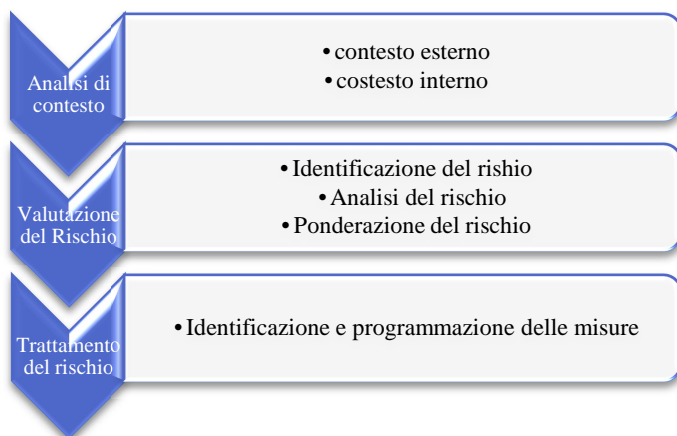 Analisi di
contesto
• contesto esterno
• costesto interno
Valutazione
del Rischio
• Identificazione del rishio
• Analisi del rischio
• Ponderazione del rischio
Trattamento
del rischio
• Identificazione e programmazione delle misure